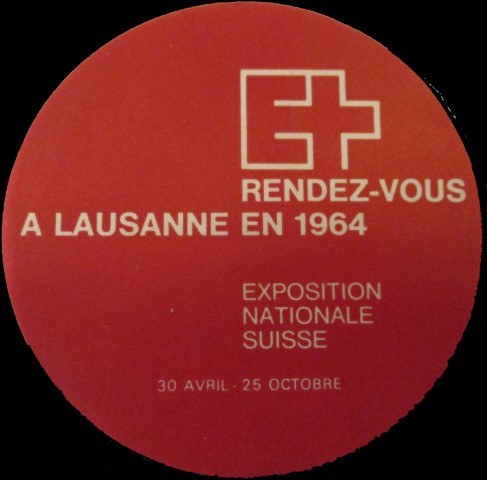 RENDEZ-VOUS
A LAUSANNE EN 1964
EXPOSITION
NATIONALE
SUISSE
30 AVRIL - 25 OCTOBRE